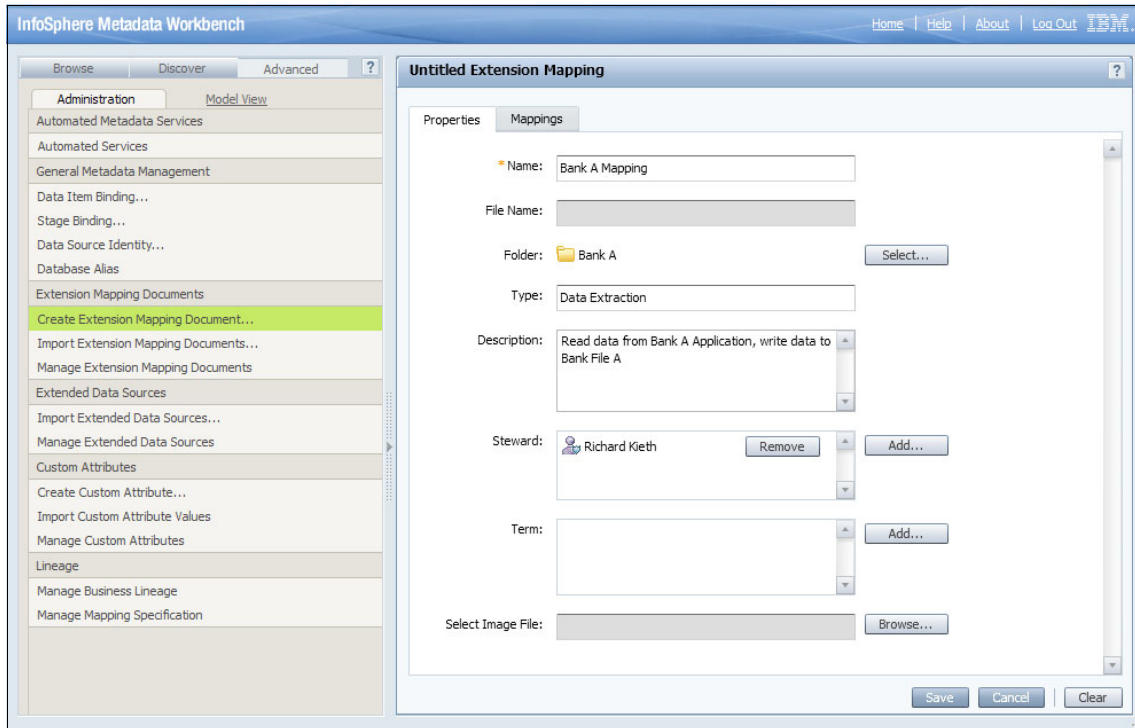 InfoSphere Metadata Workbench
Home | Help | About | Log Out IBM.
Browse Discover Advanced ?
Administration Model View
Automated Metadata Services
Automated Services
General Metadata Management
Data Item Binding...
Stage Binding...
Data Source Identity...
Database Alias
Extension Mapping Documents
Create Extension Mapping Document...
Import Extension Mapping Documents...
Manage Extension Mapping Documents
Extended Data Sources
Import Extended Data Sources...
Manage Extended Data Sources
Custom Attributes
Create Custom Attribute...
Import Custom Attribute Values
Manage Custom Attributes
Lineage
Manage Business Lineage
Manage Mapping Specification
Untitled Extension Mapping ?
Properties Mappings
* Name: Bank A Mapping
File Name:
Folder: Bank A Select...
Type: Data Extraction
Description: Read data from Bank A Application, write data to
Bank File A
Steward: Richard Kieth Remove Add...
Term: Add...
Select Image File: Browse...
Save Cancel | Clear